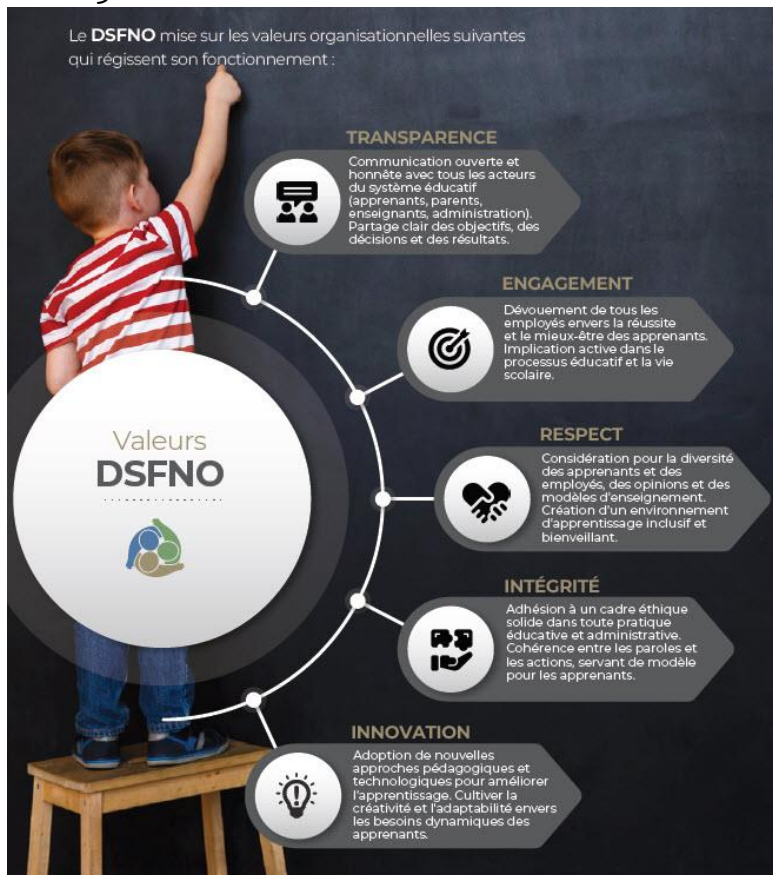 Le DSFNO mise sur les valeurs organisationnelles suivantes
qui régissent son fonctionnement :
TRANSPARENCE
Communication ouverte et
honnête avec tous les acteurs
du système éducatif
(apprenants, parents,
enseignants, administration).
Partage clair des objectifs, des
décisions et des résultats.
ENGAGEMENT
Dévouement de tous les
employés envers la réussite
et le mieux-être des apprenants.
Implication active dans le
processus éducatif et la vie
scolaire.
Valeurs
DSFNO
RESPECT
Considération pour la diversité
des apprenants et des
employés, des opinions et des
modèles d'enseignement.
Création d'un environnement
d'apprentissage inclusif et
bienveillant.
INTÉGRITÉ
Adhésion à un cadre éthique
solide dans toute pratique
éducative et administrative.
Cohérence entre les paroles et
les actions, servant de modèle
pour les apprenants.
INNOVATION
Adoption de nouvelles
approches pédagogiques et
technologiques pour améliorer
l'apprentissage. Cultiver la
créativité et l'adaptabilité envers
les besoins dynamiques des
apprenants.